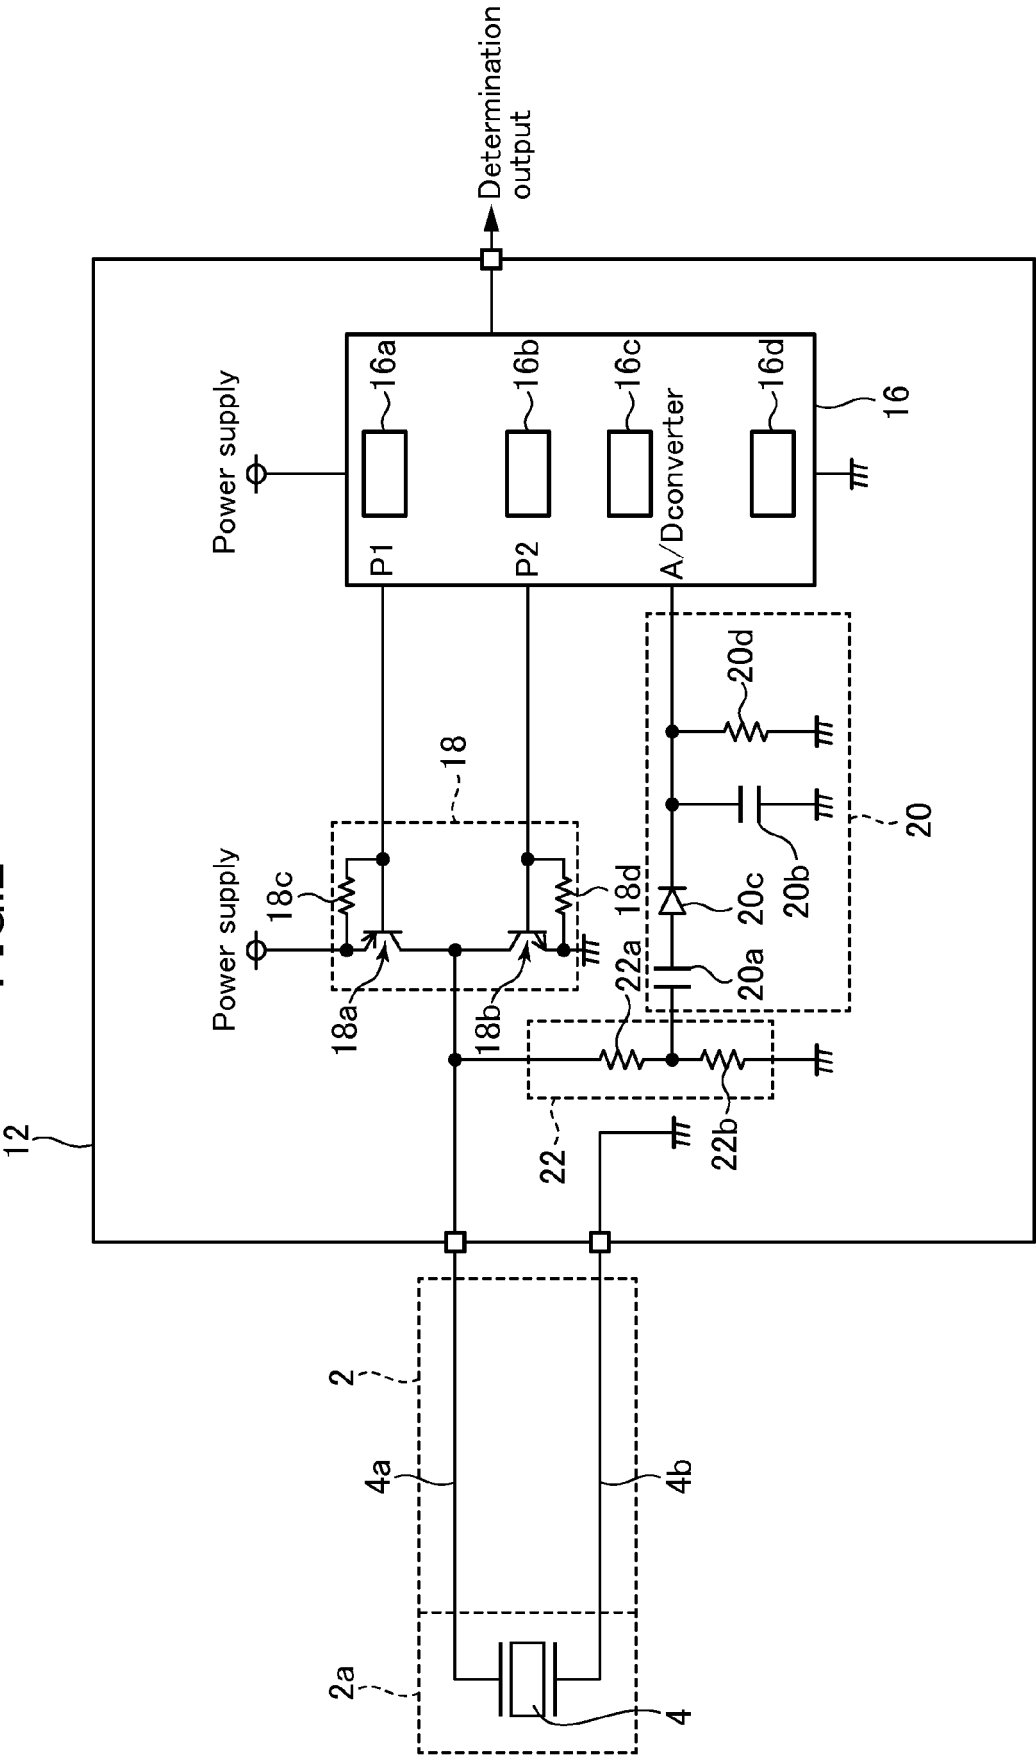 12
Power supply
Power supply
18c
2a
2
18a
4a
P1
16a
18
18b
Determination
output
P2
16b
22
22a
18d
16c
A/Dconverter
4
4b
22b
20a
20c
20d
16d
20b
16
20